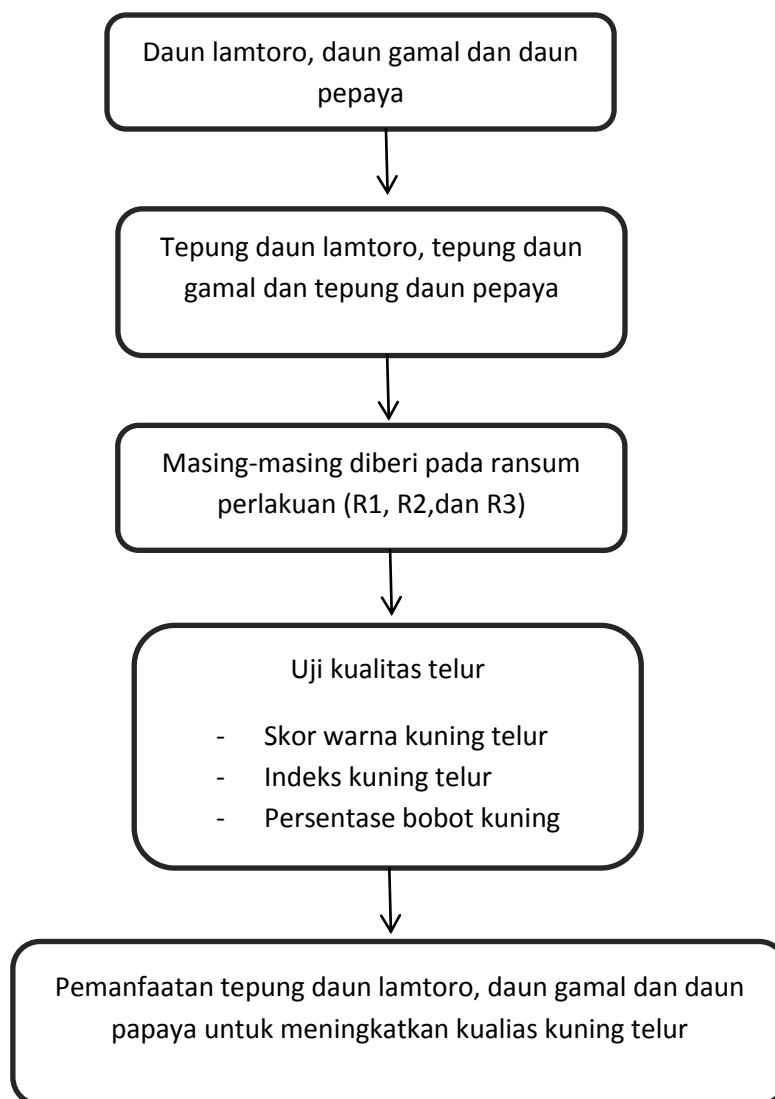 Daun lamtoro, daun gamal dan daun
pepaya
Tepung daun lamtoro, tepung daun
gamal dan tepung daun pepaya
Masing-masing diberi pada ransum
perlakuan (R1, R2,dan R3)
Uji kualitas telur
- Skor warna kuning telur
- Indeks kuning telur
- Persentase bobot kuning
Pemanfaatan tepung daun lamtoro, daun gamal dan daun
papaya untuk meningkatkan kualias kuning telur